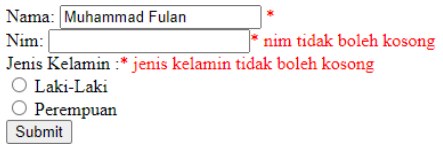 Nama: Muhammad Fulan *
Nim: * nim tidak boleh kosong
Jenis Kelamin :* jenis kelamin tidak boleh kosong
Laki-Laki
Perempuan
Submit